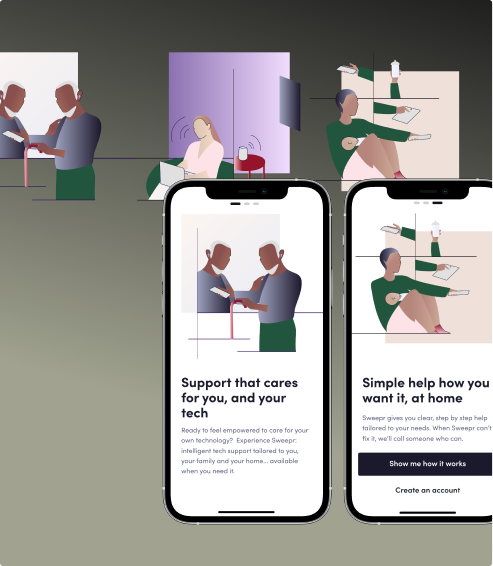 Support that cares
for you, and your
tech
Ready to feel empowered to care for your
own technology? Experience Sweepr:
intelligent tech support tailored to you,
your family and your home... available
when you need it.
Simple help how you
want it, at home
Sweepr gives you clear, step by step help
tailored to your needs. When Sweepr can't
fix it, we'll call someone who can.
Show me how it works
Create an account